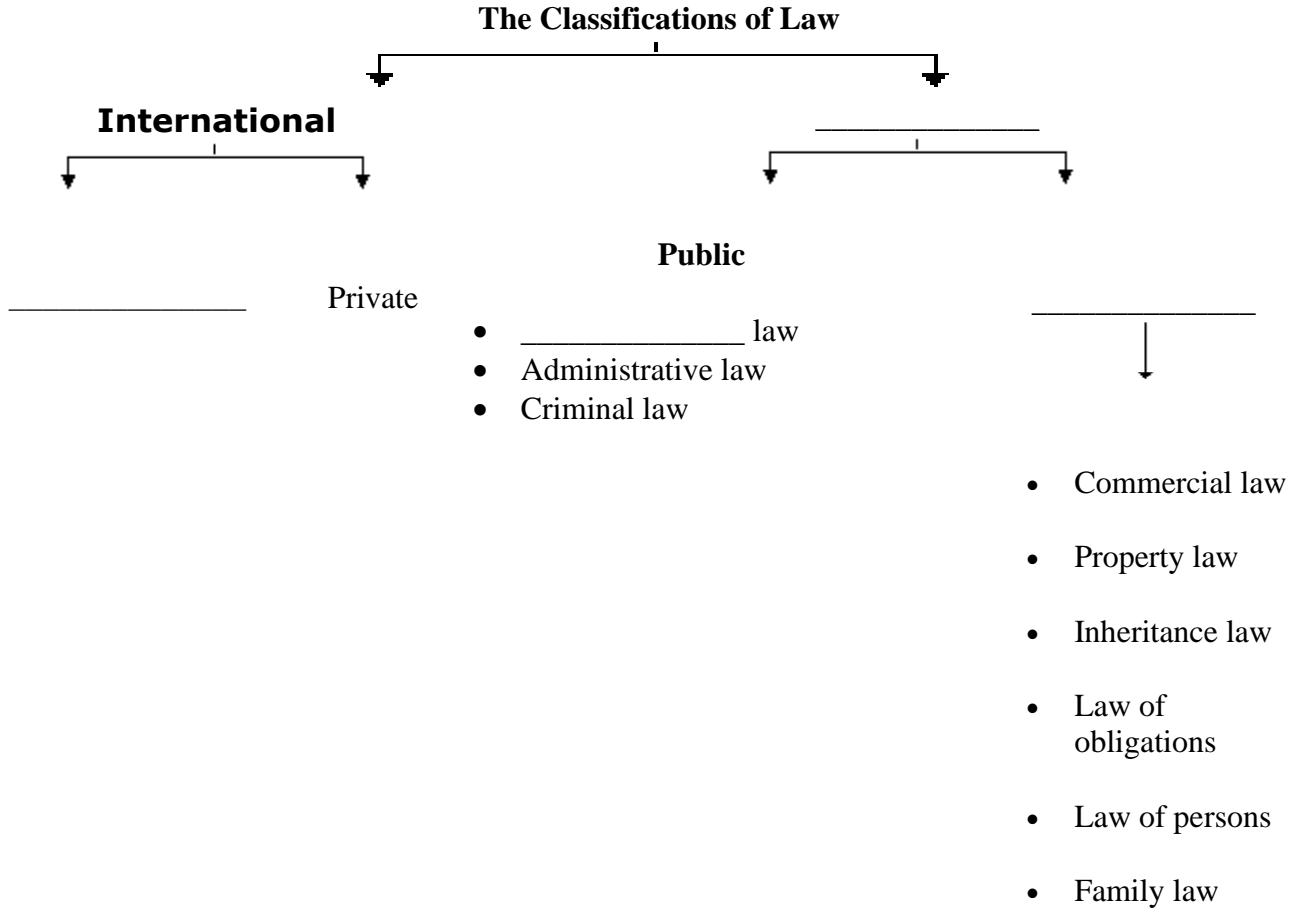 The Classifications of Law
International ______________
Public
______________ Private ______________
• ______________ law
• Administrative law
• Criminal law
• Commercial law
• Property law
• Inheritance law
• Law of
obligations
• Law of persons
• Family law